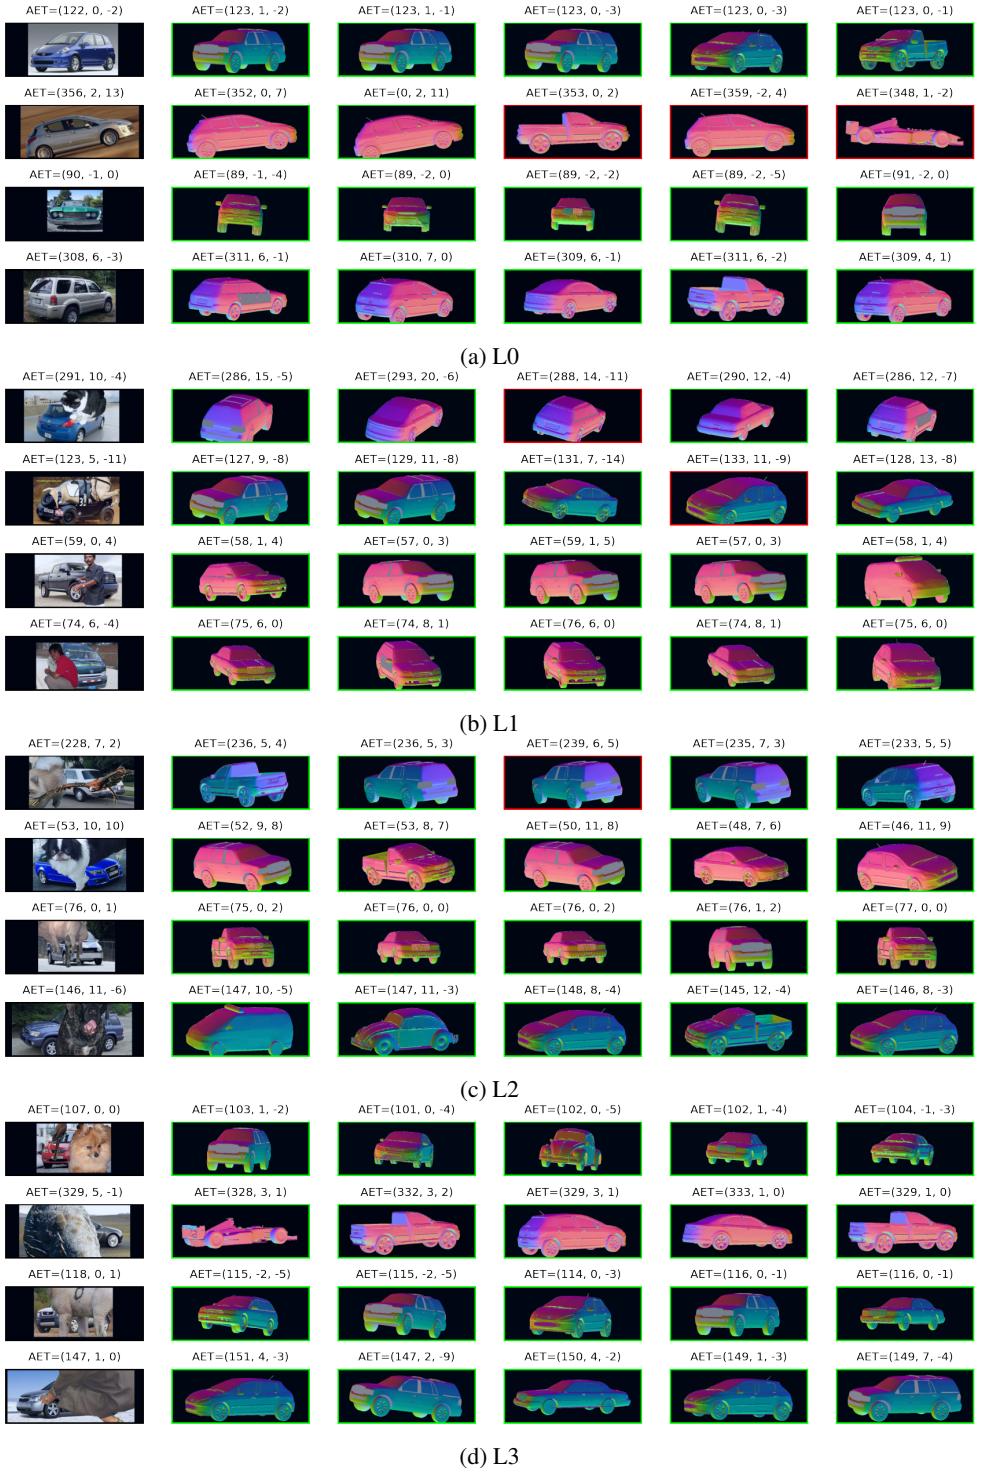 AET=(122, 0, -2) AET=(123, 1, -2) AET=(123, 1, -1) AET=(123, 0, -3) AET=(123, 0, -3) AET=(123, 0, -1)
AET=(356, 2, 13) AET=(352, 0, 7) AET=(0, 2, 11) AET=(353, 0, 2) AET=(359, -2, 4) AET=(348, 1, -2)
AET=(90, -1, 0) AET=(89, -1, -4) AET=(89, -2, 0) AET=(89, -2, -2) AET=(89, -2, -5) AET=(91, -2, 0)
AET=(308, 6, -3) AET=(311, 6, -1) AET=(310, 7, 0) AET=(309, 6, -1) AET=(311, 6, -2) AET=(309, 4, 1)
(a) L0
AET=(291, 10, -4) AET=(286, 15, -5) AET=(293, 20, -6) AET=(288, 14, -11) AET=(290, 12, -4) AET=(286, 12, -7)
AET=(123, 5, -11) AET=(127, 9, -8) AET=(129, 11, -8) AET=(131, 7, -14) AET=(133, 11, -9) AET=(128, 13, -8)
AET=(59, 0, 4) AET=(58, 1, 4) AET=(57, 0, 3) AET=(59, 1, 5) AET=(57, 0, 3) AET=(58, 1, 4)
AET=(74, 6, -4) AET=(75, 6, 0) AET=(74, 8, 1) AET=(76, 6, 0) AET=(74, 8, 1) AET=(75, 6, 0)
(b) L1
AET=(228, 7, 2) AET=(236, 5, 4) AET=(236, 5, 3) AET=(239, 6, 5) AET=(235, 7, 3) AET=(233, 5, 5)
AET=(53, 10, 10) AET=(52, 9, 8) AET=(53, 8, 7) AET=(50, 11, 8) AET=(48, 7, 6) AET=(46, 11, 9)
AET=(76, 0, 1) AET=(75, 0, 2) AET=(76, 0, 0) AET=(76, 0, 2) AET=(76, 1, 2) AET=(77, 0, 0)
AET=(146, 11, -6) AET=(147, 10, -5) AET=(147, 11, -3) AET=(148, 8, -4) AET=(145, 12, -4) AET=(146, 8, -3)
(c) L2
AET=(107, 0, 0) AET=(103, 1, -2) AET=(101, 0, -4) AET=(102, 0, -5) AET=(102, 1, -4) AET=(104, -1, -3)
AET=(329, 5, -1) AET=(328, 3, 1) AET=(332, 3, 2) AET=(329, 3, 1) AET=(333, 1, 0) AET=(329, 1, 0)
AET=(118, 0, 1) AET=(115, -2, -5) AET=(115, -2, -5) AET=(114, 0, -3) AET=(116, 0, -1) AET=(116, 0, -1)
AET=(147, 1, 0) AET=(151, 4, -3) AET=(147, 2, -9) AET=(150, 4, -2) AET=(149, 1, -3) AET=(149, 7, -4)
(d) L3